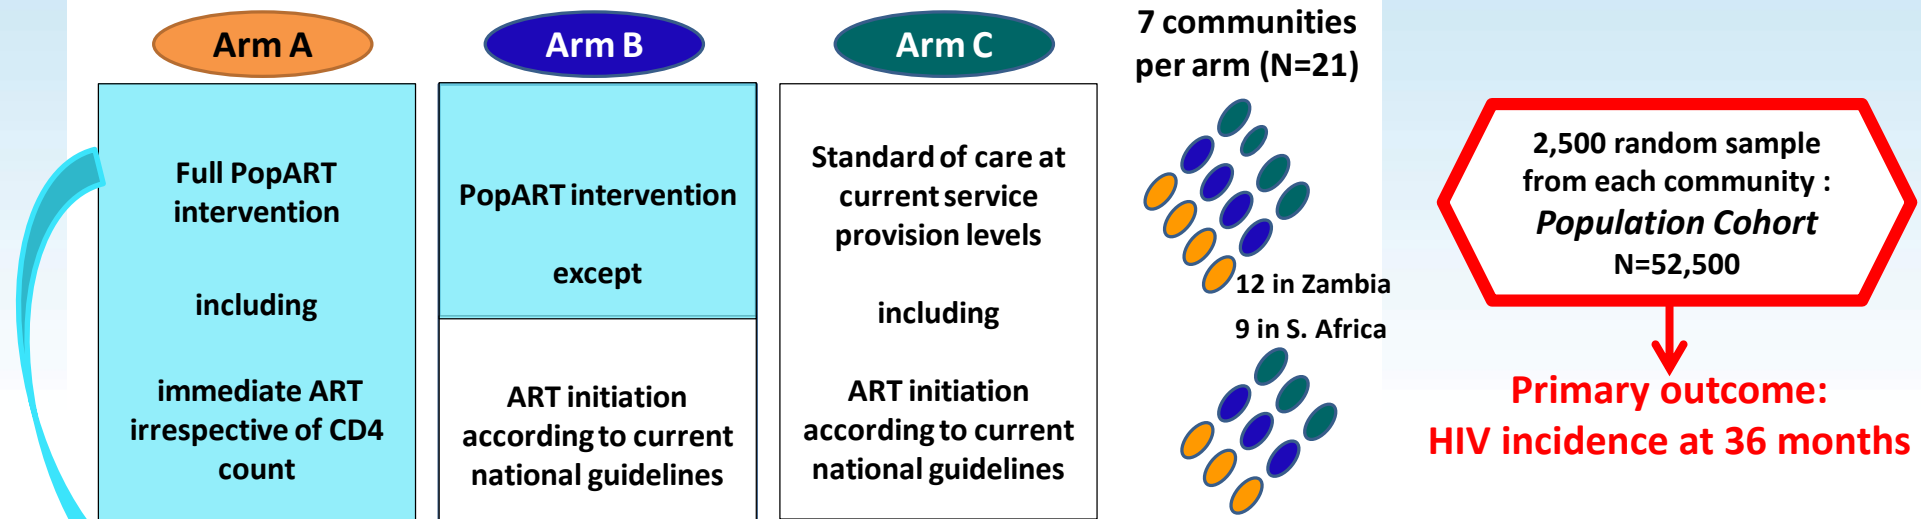 Arm A
Full PopART
intervention
including
immediate ART
irrespective of CD4
count
Arm B
PopART intervention
except
ART initiation
according to current
national guidelines
Arm C
Standard of care at
current service
provision levels
including
ART initiation
according to current
national guidelines
7 communities
per arm (N=21)
12 in Zambia
9 in S. Africa
2,500 random sample
from each community :
Population Cohort
N=52,500
Primary outcome:
HIV incidence at 36 months